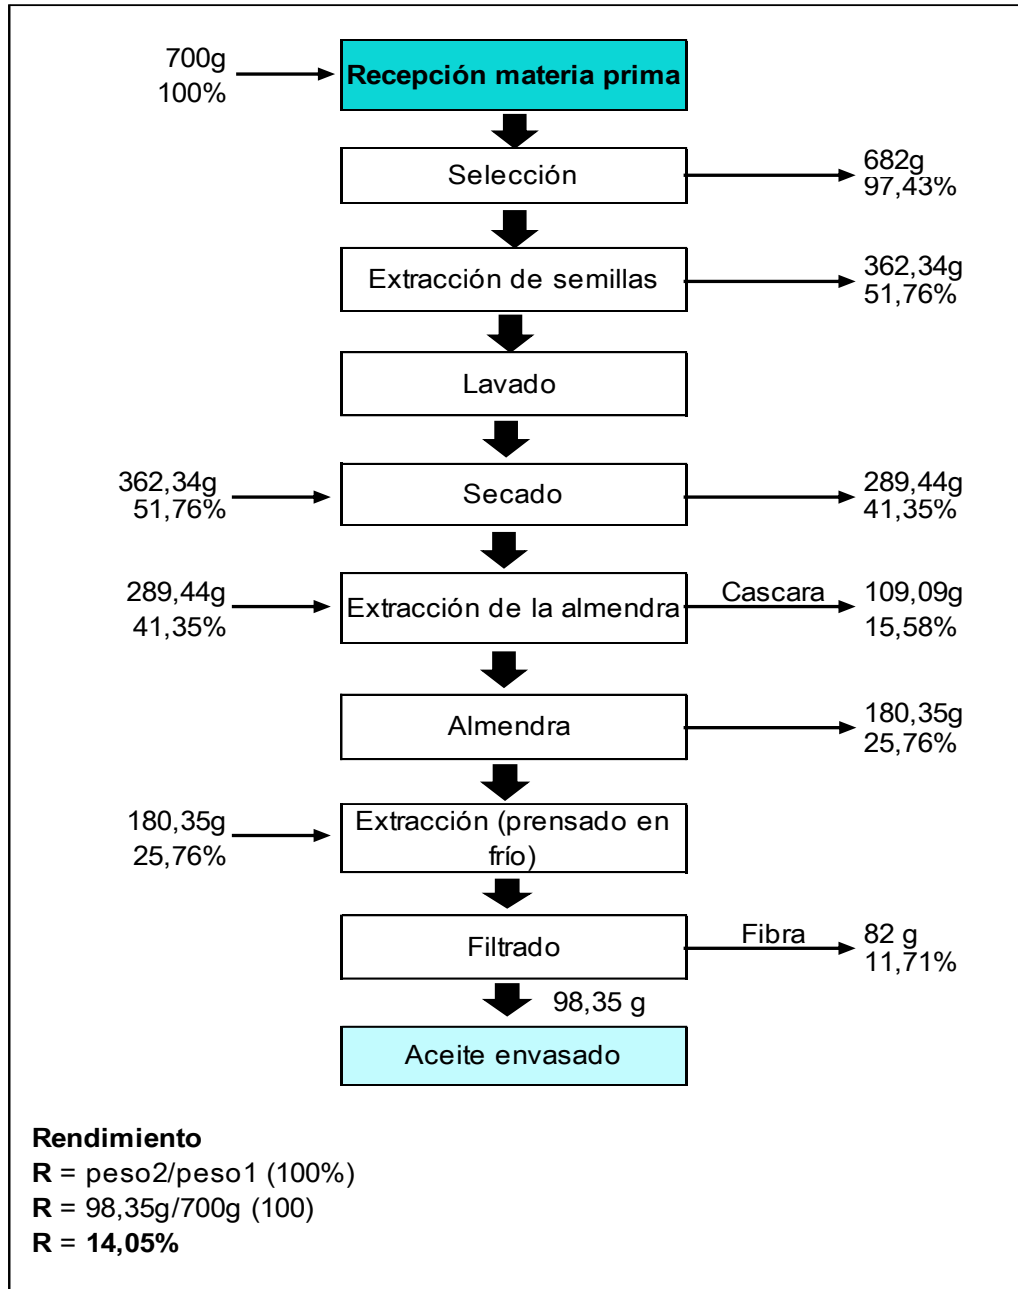 700g
100%
Recepción materia prima
Selección
682g
97,43%
Extracción de semillas
362,34g
51,76%
Lavado
362,34g
51,76%
Secado
289,44g
41,35%
289,44g
41,35%
Extracción de la almendra
Cascara
109,09g
15,58%
Almendra
180,35g
25,76%
180,35g
25,76%
Extracción (prensado en
frío)
Filtrado
Fibra
82 g
11,71%
98,35 g
Aceite envasado
Rendimiento
R = peso2/peso1 (100%)
R = 98,35g/700g (100)
R = 14,05%